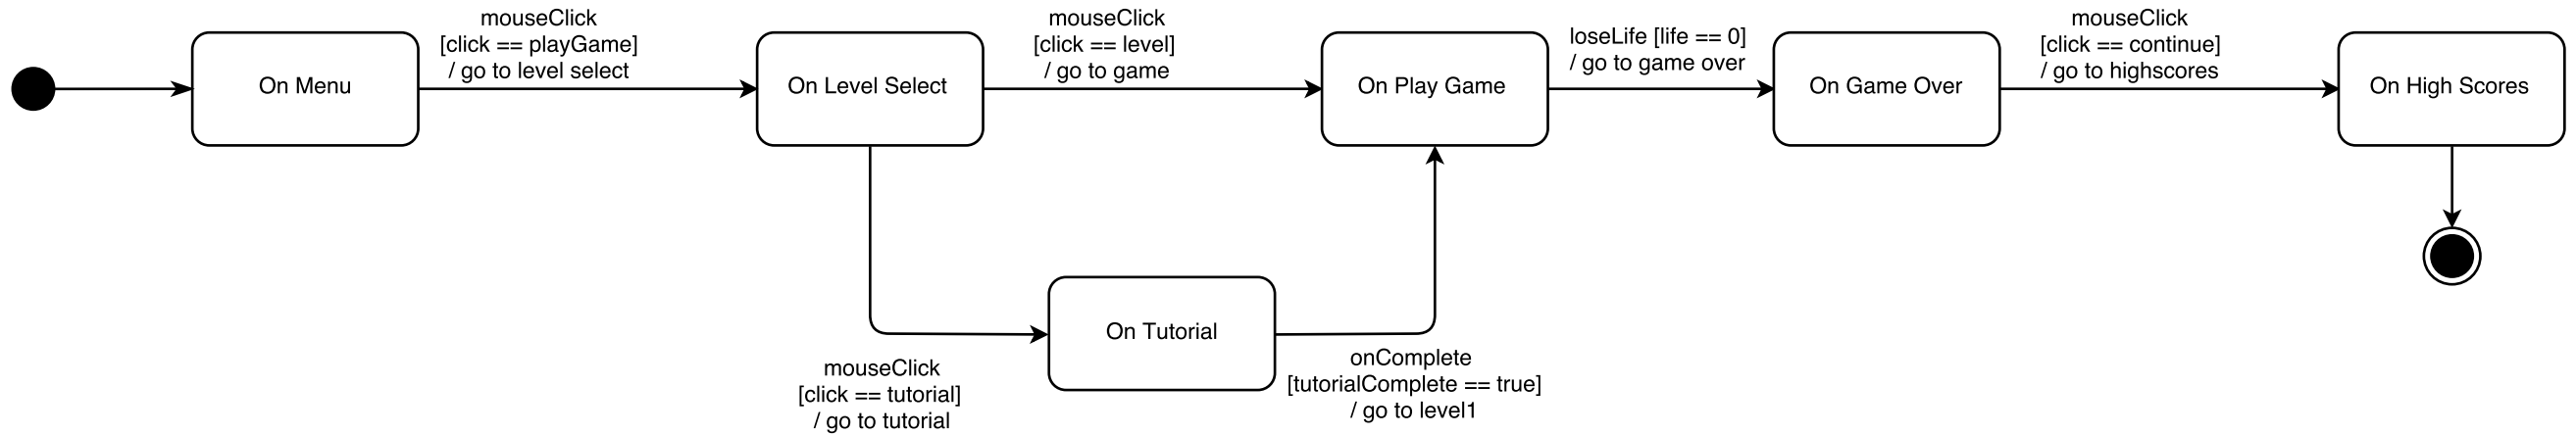 On Menu
mouseClick
[click == playGame]
/ go to level select
On Level Select
mouseClick
[click == level]
/ go to game
On Play Game
loseLife [life == 0]
/ go to game over
On Game Over
mouseClick
[click == continue]
/ go to highscores
On High Scores
mouseClick
[click == tutorial]
/ go to tutorial
On Tutorial
onComplete
[tutorialComplete == true]
/ go to level1